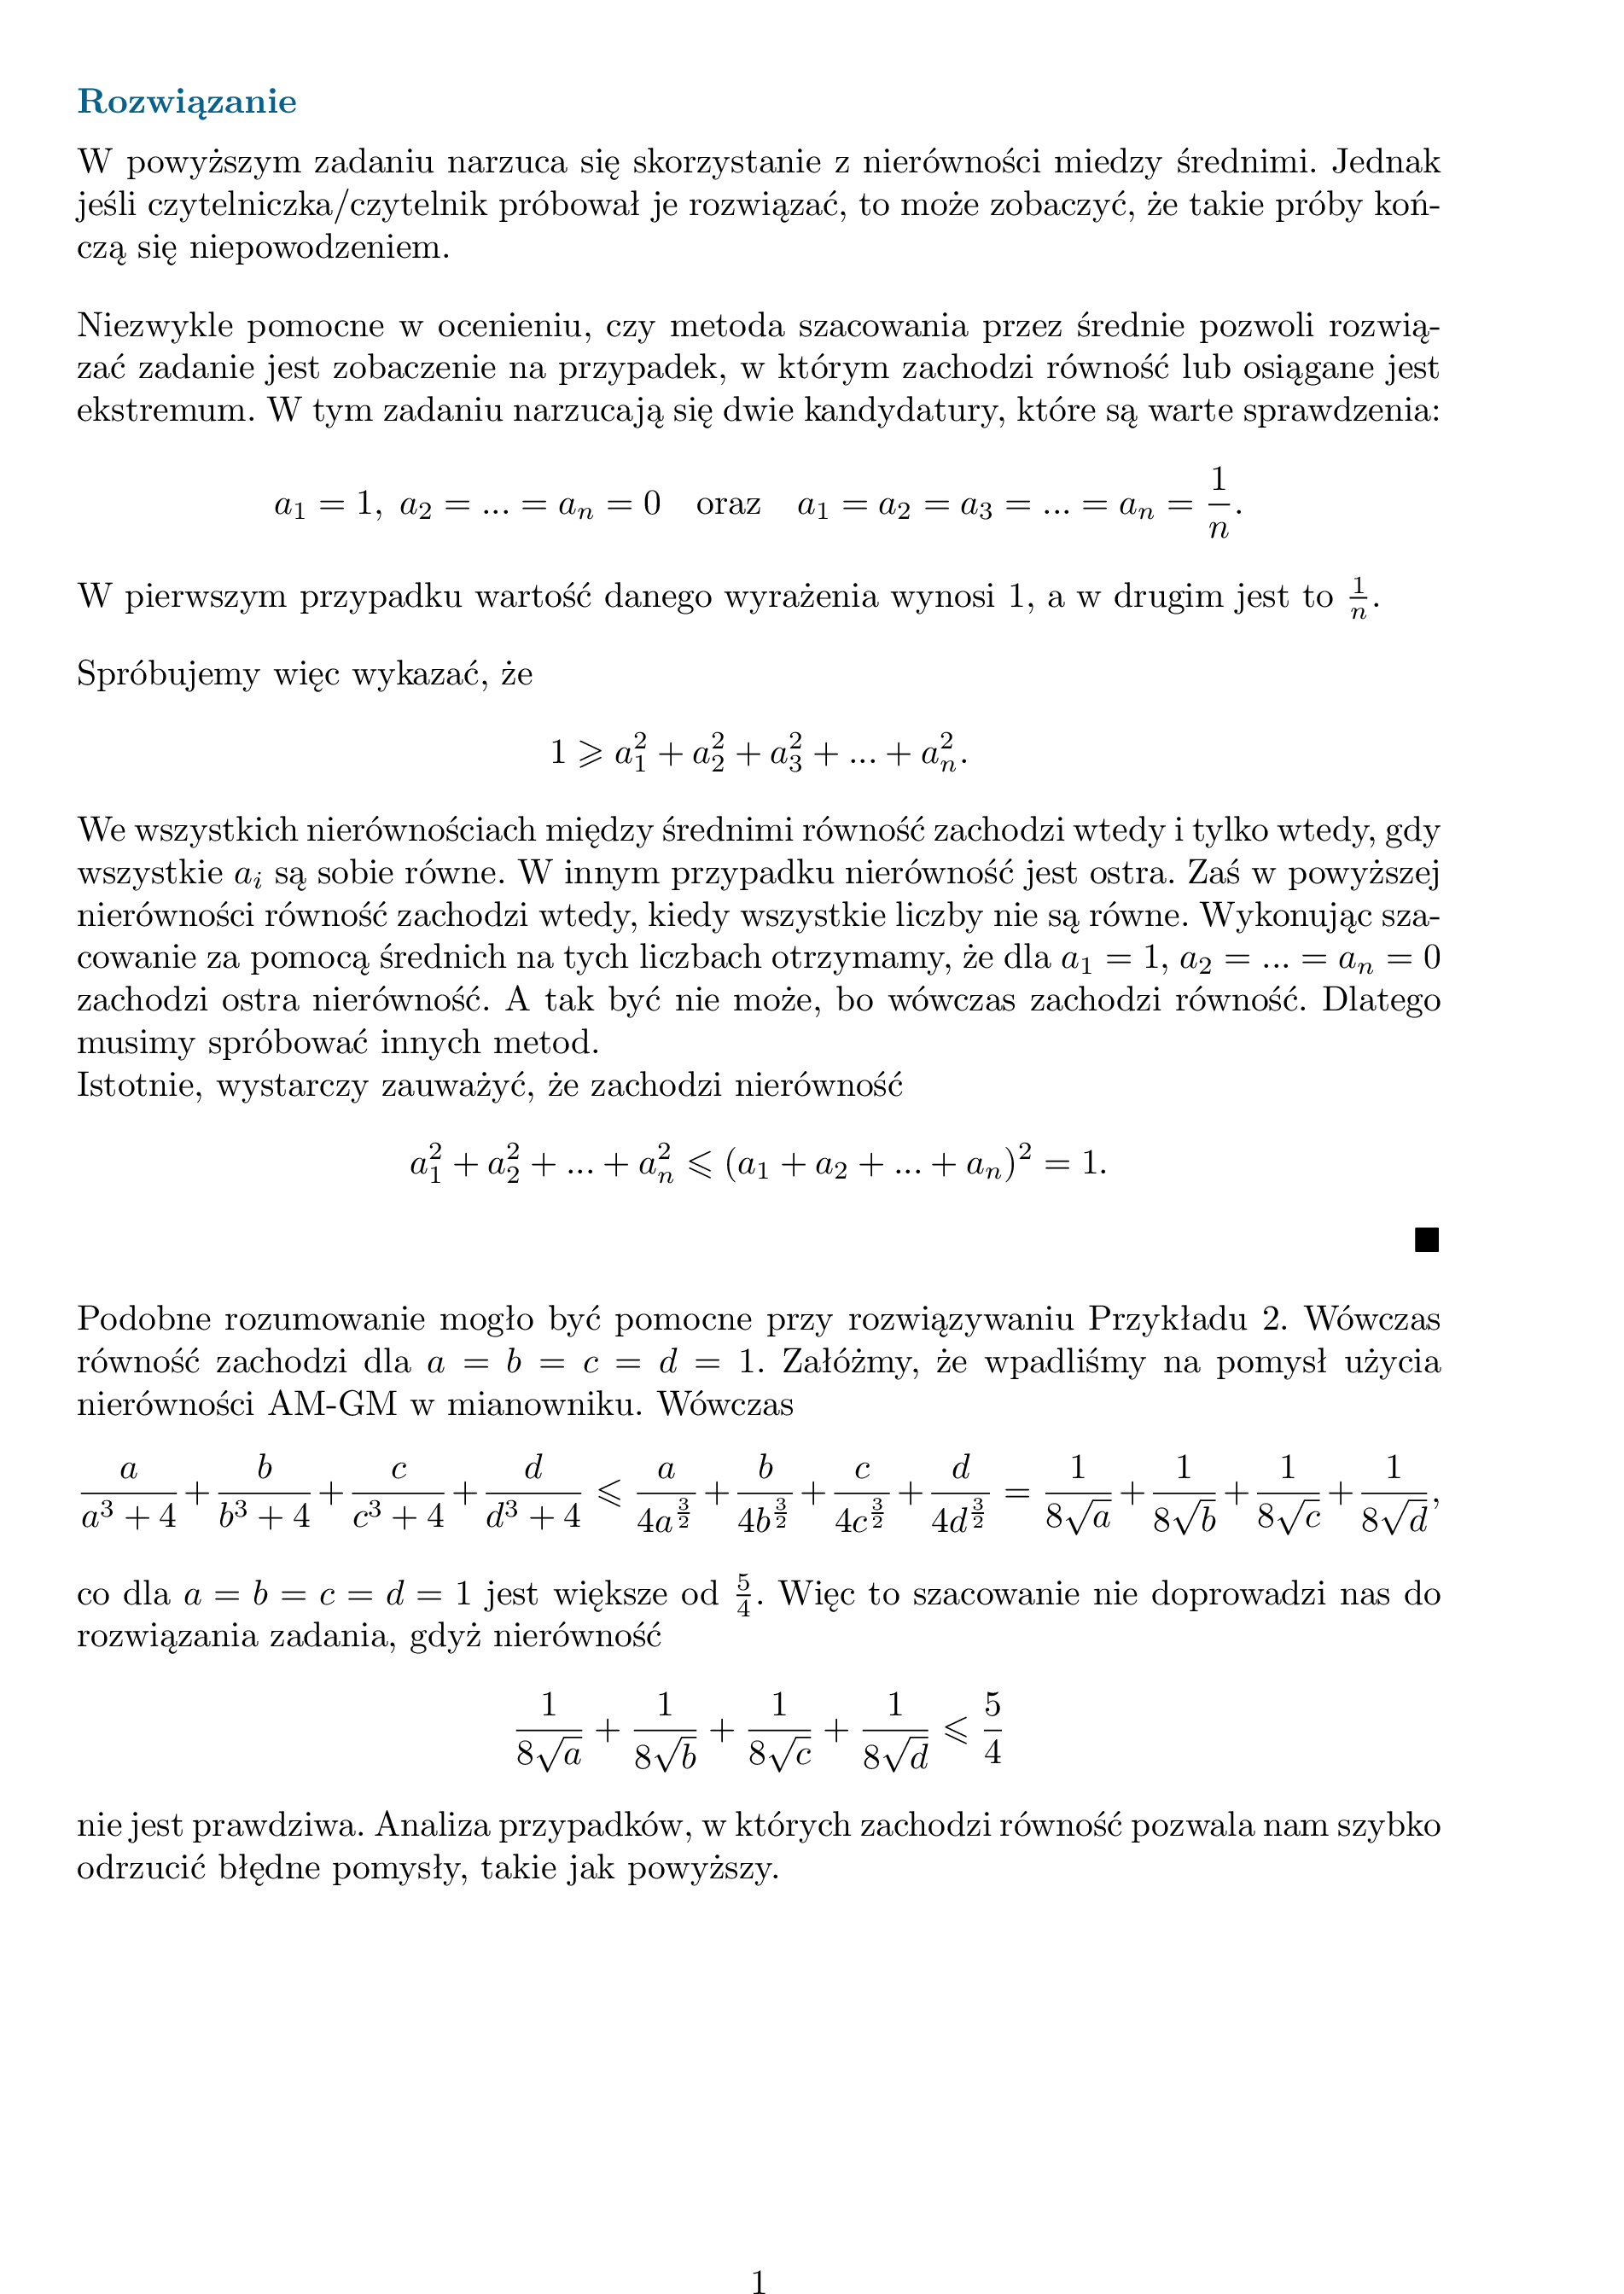 Rozwiązanie
W powyższym zadaniu narzuca się skorzystanie z nierówności miedzy średnimi. Jednak
jeśli czytelniczka/czytelnik próbował je rozwiązać, to może zobaczyć, że takie próby koń-
czą się niepowodzeniem.
Niezwykle pomocne w ocenieniu, czy metoda szacowania przez średnie pozwoli rozwią-
zać zadanie jest zobaczenie na przypadek, w którym zachodzi równość lub osiągane jest
ekstremum. W tym zadaniu narzucają się dwie kandydatury, które są warte sprawdzenia:
$a_1 = 1,\ a_2 = ... = a_n = 0$ oraz $a_1 = a_2 = a_3 = ... = a_n = \frac{1}{n}.$
W pierwszym przypadku wartość danego wyrażenia wynosi 1, a w drugim jest to $\frac{1}{n}$.
Spróbujemy więc wykazać, że
$1 \geqslant a_1^2 + a_2^2 + a_3^2 + ... + a_n^2.$
We wszystkich nierównościach między średnimi równość zachodzi wtedy i tylko wtedy, gdy
wszystkie $a_i$ są sobie równe. W innym przypadku nierówność jest ostra. Zaś w powyższej
nierówności równość zachodzi wtedy, kiedy wszystkie liczby nie są równe. Wykonując sza-
cowanie za pomocą średnich na tych liczbach otrzymamy, że dla $a_1 = 1$, $a_2 = ... = a_n = 0$
zachodzi ostra nierówność. A tak być nie może, bo wówczas zachodzi równość. Dlatego
musimy spróbować innych metod.
Istotnie, wystarczy zauważyć, że zachodzi nierówność
$a_1^2 + a_2^2 + ... + a_n^2 \leqslant (a_1 + a_2 + ... + a_n)^2 = 1.$
■
Podobne rozumowanie mogło być pomocne przy rozwiązywaniu Przykładu 2. Wówczas
równość zachodzi dla $a = b = c = d = 1$. Załóżmy, że wpadliśmy na pomysł użycia
nierówności AM-GM w mianowniku. Wówczas
$\frac{a}{a^3+4} + \frac{b}{b^3+4} + \frac{c}{c^3+4} + \frac{d}{d^3+4} \leqslant \frac{a}{4a^{\frac{3}{2}}} + \frac{b}{4b^{\frac{3}{2}}} + \frac{c}{4c^{\frac{3}{2}}} + \frac{d}{4d^{\frac{3}{2}}} = \frac{1}{8\sqrt{a}} + \frac{1}{8\sqrt{b}} + \frac{1}{8\sqrt{c}} + \frac{1}{8\sqrt{d}},$
co dla $a = b = c = d = 1$ jest większe od $\frac{5}{4}$. Więc to szacowanie nie doprowadzi nas do
rozwiązania zadania, gdyż nierówność
$\frac{1}{8\sqrt{a}} + \frac{1}{8\sqrt{b}} + \frac{1}{8\sqrt{c}} + \frac{1}{8\sqrt{d}} \leqslant \frac{5}{4}$
nie jest prawdziwa. Analiza przypadków, w których zachodzi równość pozwala nam szybko
odrzucić błędne pomysły, takie jak powyższy.
1